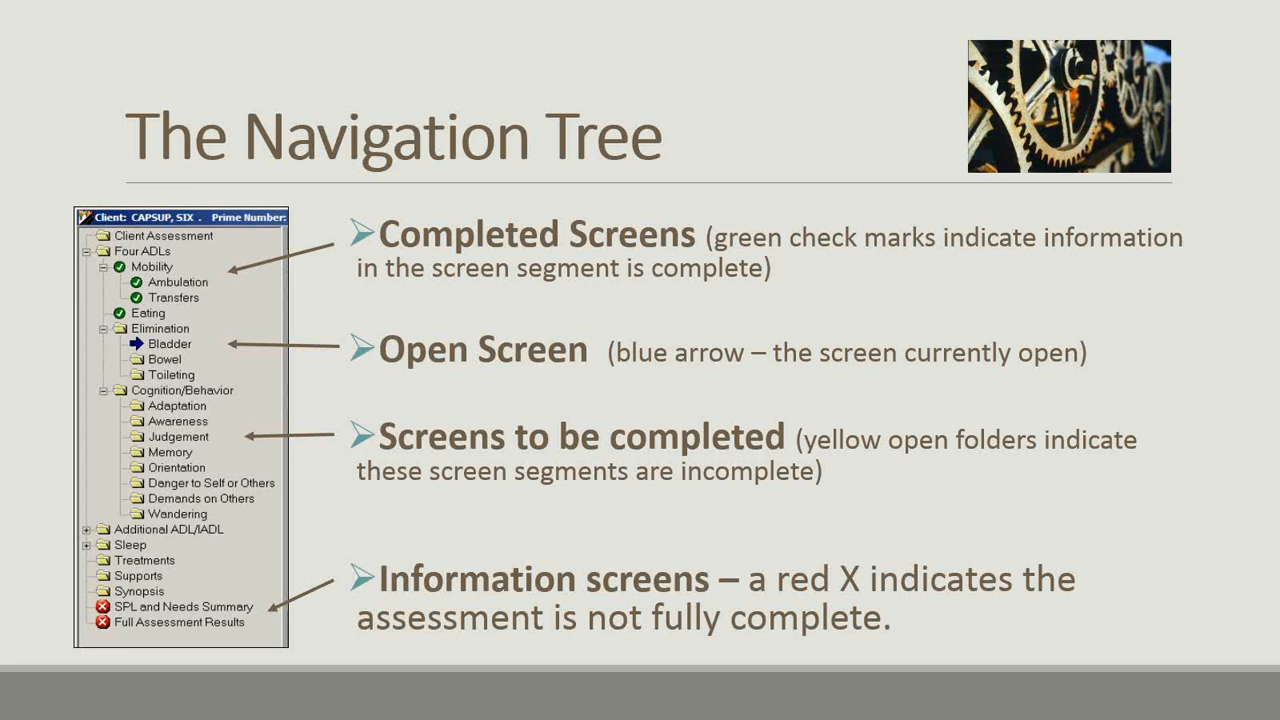 The Navigation Tree
Client: CAPSUP, SIX . Prime Number:
Client Assessment
Four ADLs
Mobility
Ambulation
Transfers
Eating
Elimination
Bladder
Bowel
Toileting
Cognition/Behavior
Adaptation
Awareness
Judgement
Memory
Orientation
Danger to Self or Others
Demands on Others
Wandering
Additional ADL/IADL
Sleep
Treatments
Supports
Synopsis
SPL and Needs Summary
Full Assessment Results
Completed Screens (green check marks indicate information
in the screen segment is complete)
Open Screen (blue arrow – the screen currently open)
Screens to be completed (yellow open folders indicate
these screen segments are incomplete)
Information screens – a red X indicates the
assessment is not fully complete.